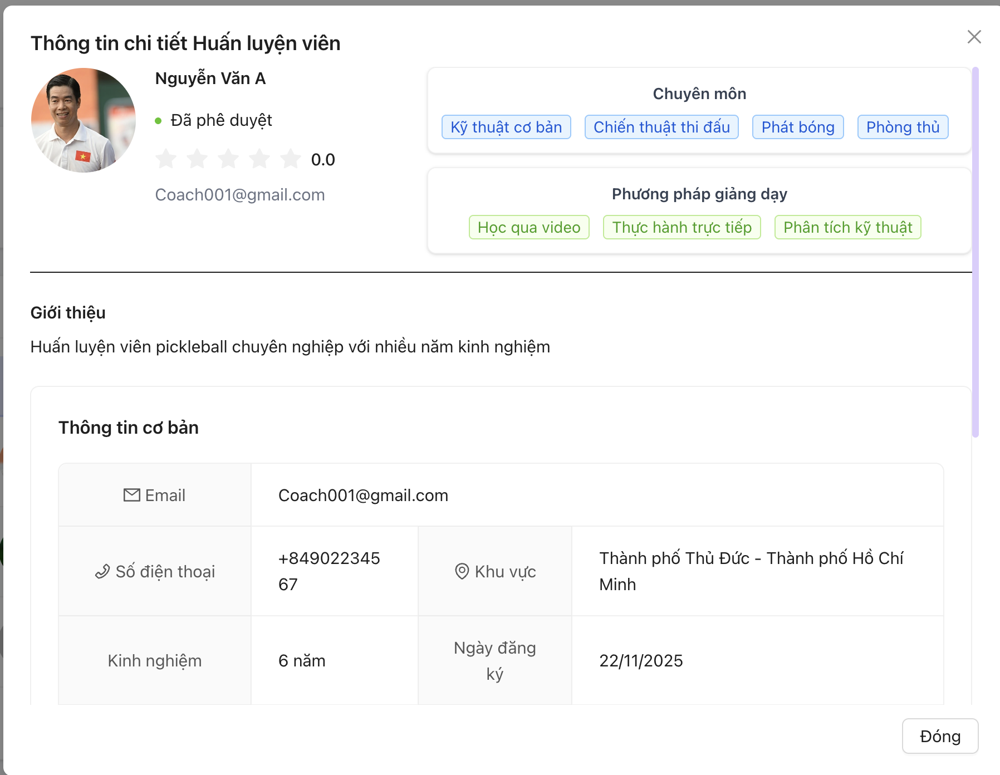 Thông tin chi tiết Huấn luyện viên
Nguyễn Văn A
Đã phê duyệt
0.0
Coach001@gmail.com
Chuyên môn
Kỹ thuật cơ bản
Chiến thuật thi đấu
Phát bóng
Phòng thủ
Phương pháp giảng dạy
Học qua video
Thực hành trực tiếp
Phân tích kỹ thuật
Giới thiệu
Huấn luyện viên pickleball chuyên nghiệp với nhiều năm kinh nghiệm
Thông tin cơ bản
Email
Coach001@gmail.com
Số điện thoại
+849022345
67
Khu vực
Thành phố Thủ Đức - Thành phố Hồ Chí
Minh
Kinh nghiệm
6 năm
Ngày đăng
ký
22/11/2025
Đóng